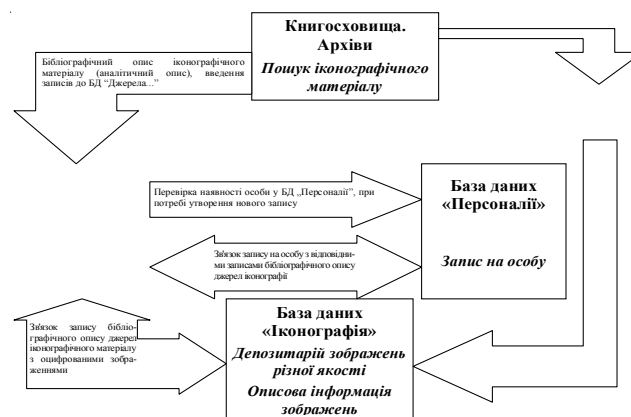 Книгосховища.
Архіви
Пошук іконографічного
матеріалу
Бібліографічний опис іконографічного
матеріалу (аналітичний опис), введення
записів до БД “Джерела...”
Перевірка наявності особи у БД „Персоналії”, при
потребі утворення нового запису
База даних
«Персоналії»
Запис на особу
Зв'язок запису на особу з відповідни-
ми записами бібліографічного опису
джерел іконографії
Зв'язок запису бібліо-
графічного опису джерел
іконографічного матеріалу
з оцифрованими зобра-
женнями
База даних
«Іконографія»
Депозитарій зображень
різної якості
Описова інформація
зображень